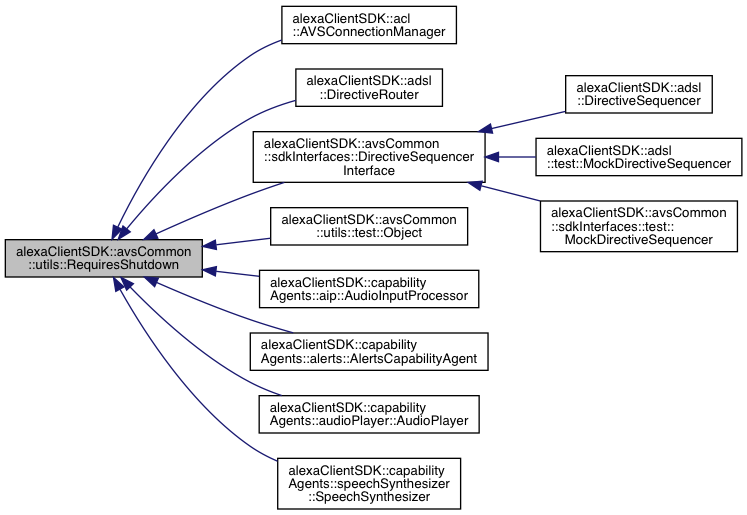 alexaClientSDK::acl
::AVSConnectionManager
alexaClientSDK::adsl
::DirectiveRouter
alexaClientSDK::adsl
::DirectiveSequencer
alexaClientSDK::avsCommon
::sdkInterfaces::DirectiveSequencer
Interface
alexaClientSDK::adsl
::test::MockDirectiveSequencer
alexaClientSDK::avsCommon
::sdkInterfaces::test::
MockDirectiveSequencer
alexaClientSDK::avsCommon
::utils::test::Object
alexaClientSDK::avsCommon
::utils::RequiresShutdown
alexaClientSDK::capability
Agents::aip::AudioInputProcessor
alexaClientSDK::capability
Agents::alerts::AlertsCapabilityAgent
alexaClientSDK::capability
Agents::audioPlayer::AudioPlayer
alexaClientSDK::capability
Agents::speechSynthesizer
::SpeechSynthesizer